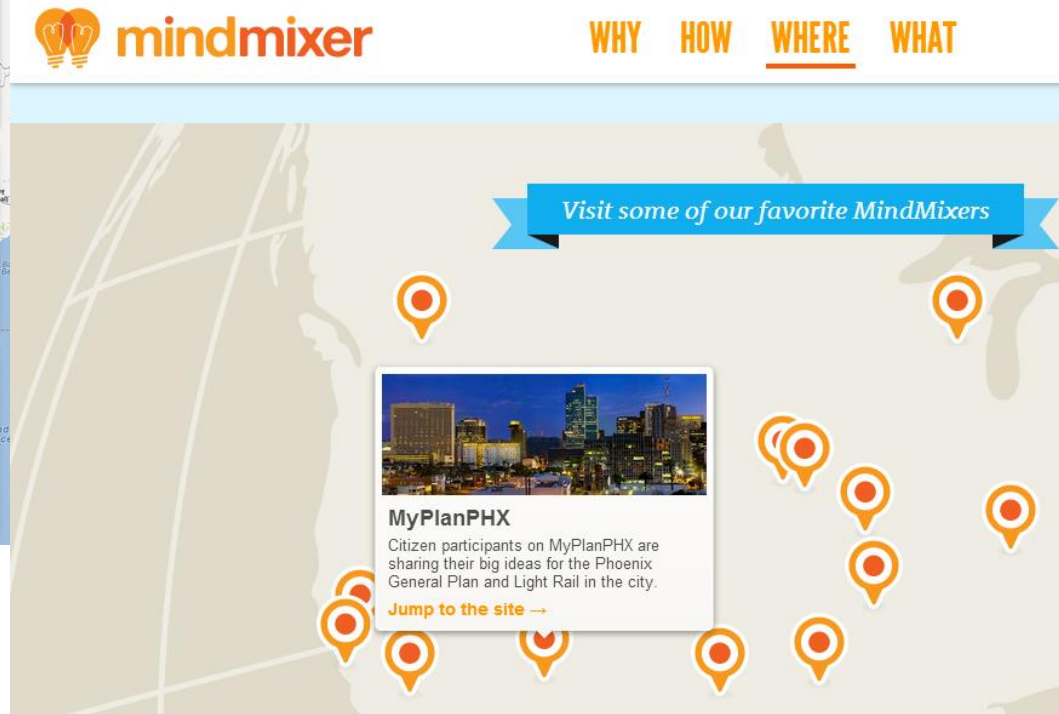 mindmixer
WHY HOW WHERE WHAT
Visit some of our favorite MindMixers
MyPlanPHX
Citizen participants on MyPlanPHX are
sharing their big ideas for the Phoenix
General Plan and Light Rail in the city.
Jump to the site →